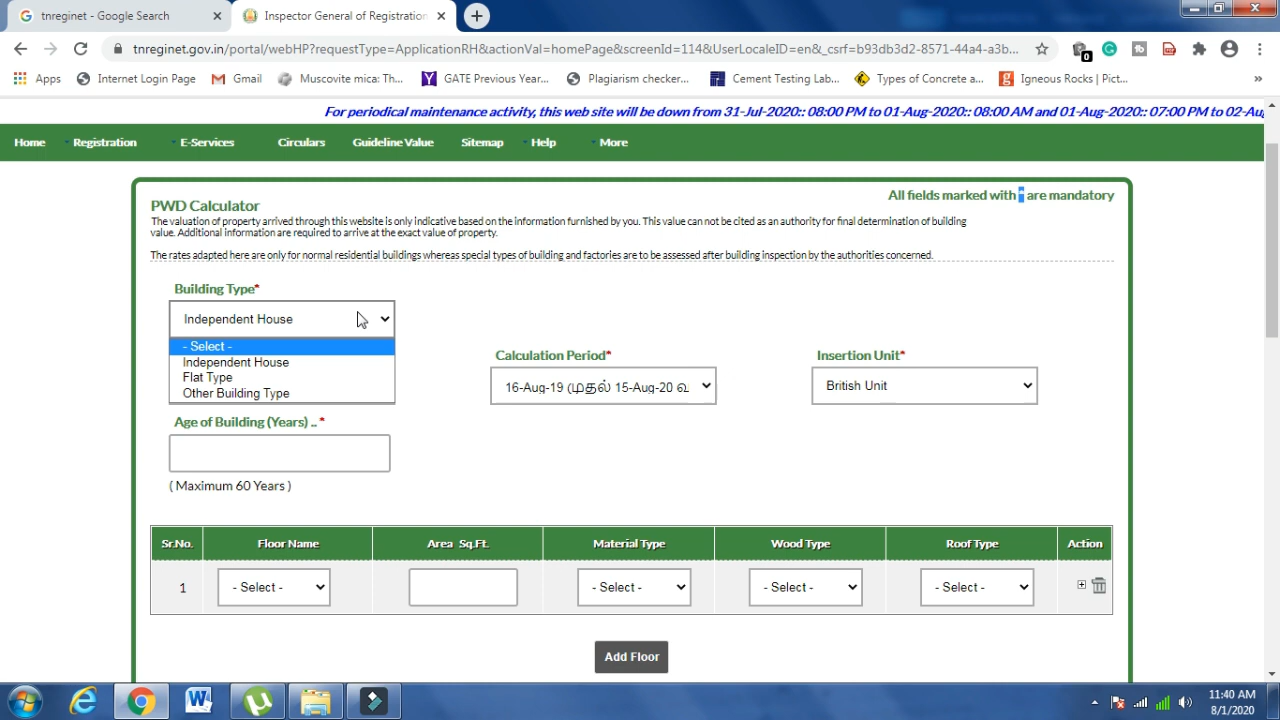 tnreginet - Google Search
Inspector General of Registration
tnreginet.gov.in/portal/webHP?requestType=ApplicationRH&actionVal=homePage&screenId=114&UserLocaleID=en&_csrf=b93db3d2-8571-44a4-a3b...
0
Apps Internet Login Page Gmail Muscovite mica: Th... GATE Previous Year... Plagiarism checker... Cement Testing Lab... Types of Concrete a... Igneous Rocks | Pict... »
For periodical maintenance activity, this web site will be down from 31-Jul-2020:: 08:00 PM to 01-Aug-2020:: 08:00 AM and 01-Aug-2020:: 07:00 PM to 02-Aug
Home Registration E-Services Circulars Guideline Value Sitemap Help More
All fields marked with * are mandatory
PWD Calculator
The valuation of property arrived through this website is only indicative based on the information furnished by you. This value can not be cited as an authority for final determination of building
value. Additional information are required to arrive at the exact value of property.
The rates adapted here are only for normal residential buildings whereas special types of building and factories are to be assessed after building inspection by the authorities concerned.
Building Type*
Independent House
- Select -
Independent House
Flat Type
Other Building Type
Calculation Period*
16-Aug-19 (முதல் 15-Aug-20 வ
Insertion Unit*
British Unit
Age of Building (Years) .. *
( Maximum 60 Years )
Sr.No. Floor Name Area Sq.Ft. Material Type Wood Type Roof Type Action
1 - Select - - Select - - Select - - Select -
Add Floor
11:40 AM
8/1/2020